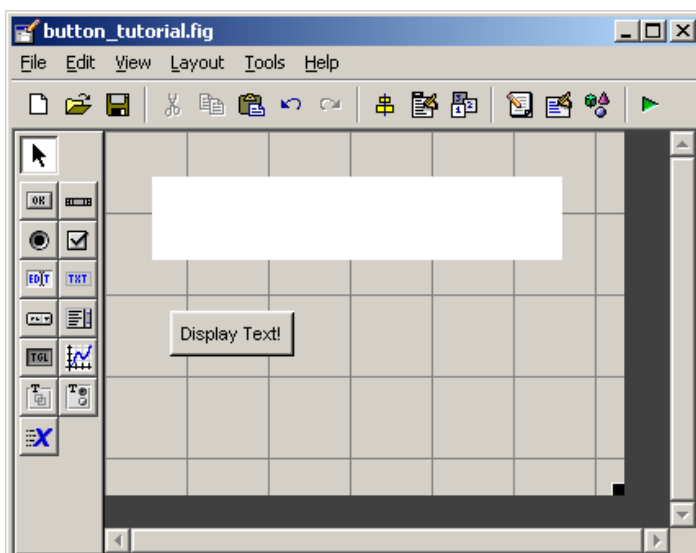 button_tutorial.fig
File Edit View Layout Tools Help
OK
EDIT TXT
TGL
T T
X
Display Text!